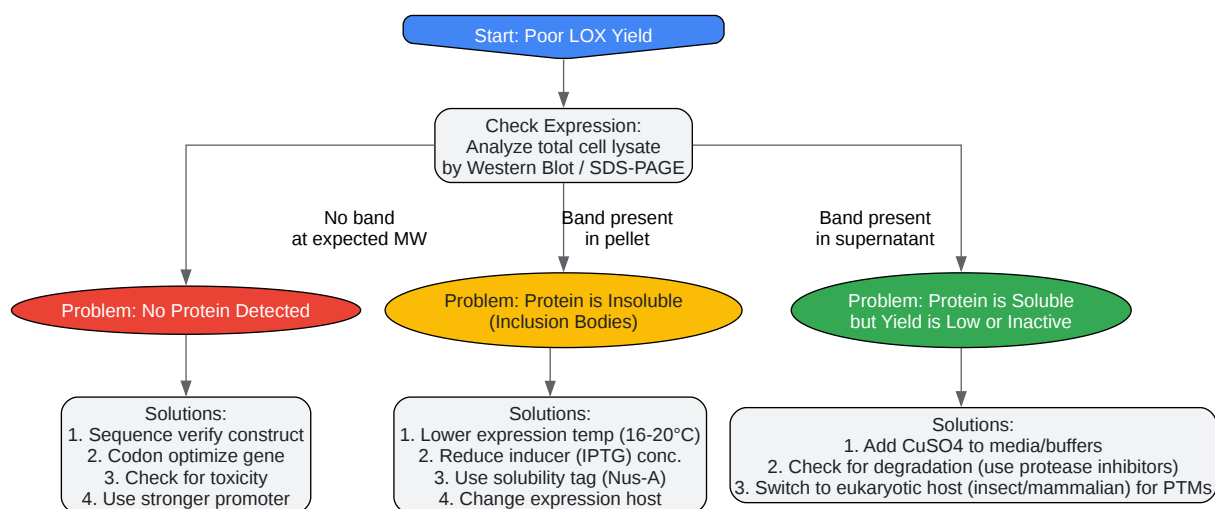 Start: Poor LOX Yield
Check Expression:
Analyze total cell lysate
by Western Blot / SDS-PAGE
No band
at expected MW
Band present
in pellet
Band present
in supernatant
Problem: No Protein Detected
Problem: Protein is Insoluble
(Inclusion Bodies)
Problem: Protein is Soluble
but Yield is Low or Inactive
Solutions:
1. Sequence verify construct
2. Codon optimize gene
3. Check for toxicity
4. Use stronger promoter
Solutions:
1. Lower expression temp (16-20°C)
2. Reduce inducer (IPTG) conc.
3. Use solubility tag (Nus-A)
4. Change expression host
Solutions:
1. Add CuSO4 to media/buffers
2. Check for degradation (use protease inhibitors)
3. Switch to eukaryotic host (insect/mammalian) for PTMs